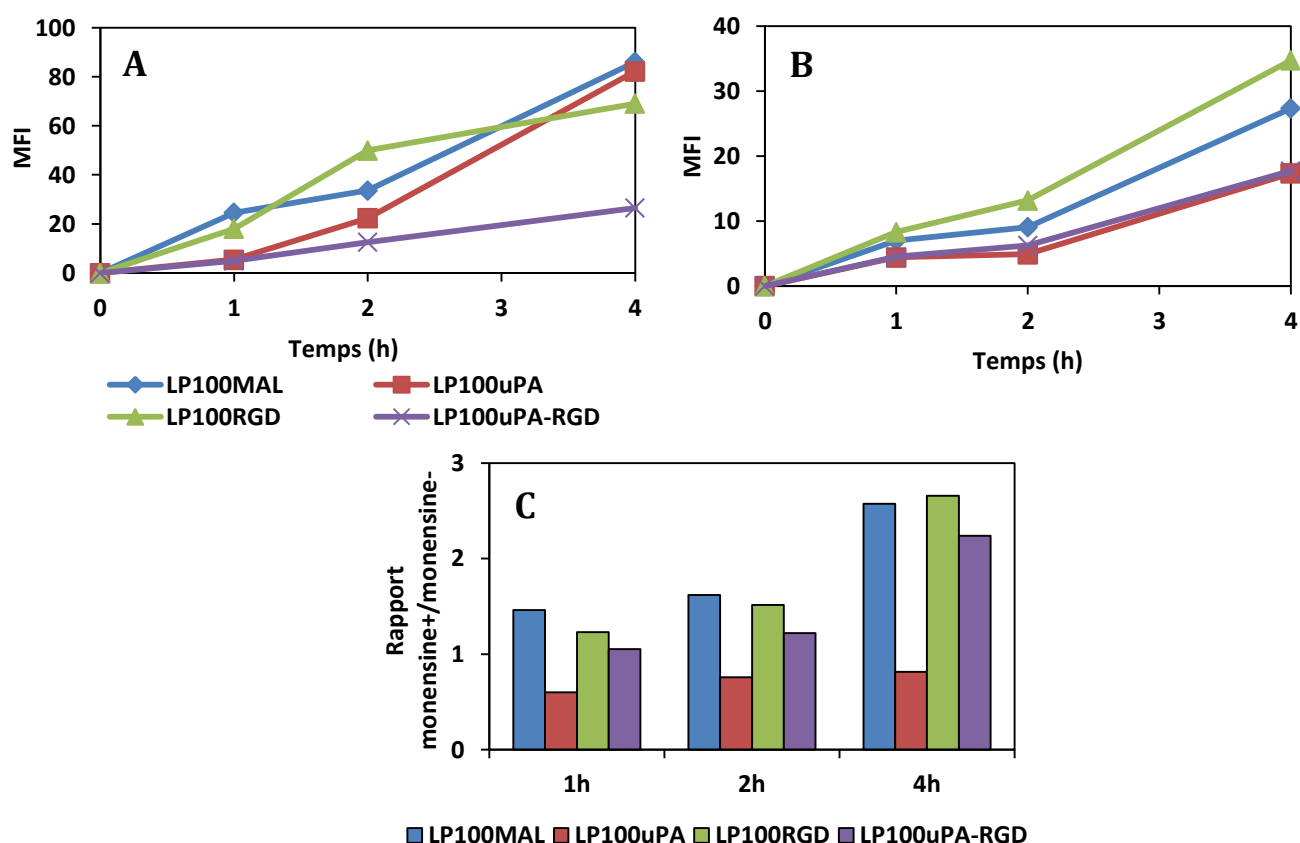 100
80
60
40
20
0
MFI
A
0 1 2 3 4
Temps (h)
40
30
20
10
0
MFI
B
0 1 2 3 4
Temps (h)
LP100MAL LP100uPA
LP100RGD LP100uPA-RGD
3
2
1
0
Rapport
monensine+/monensine-
C
1h 2h 4h
LP100MAL LP100uPA LP100RGD LP100uPA-RGD